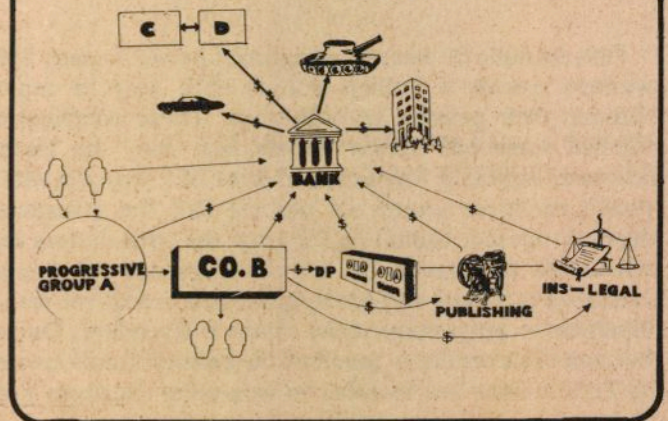 C
D
$
$
$
$
BANK
$
$
$
$
$
PROGRESSIVE
GROUP A
CO.B
$
DP
$
$
PUBLISHING
INS-LEGAL